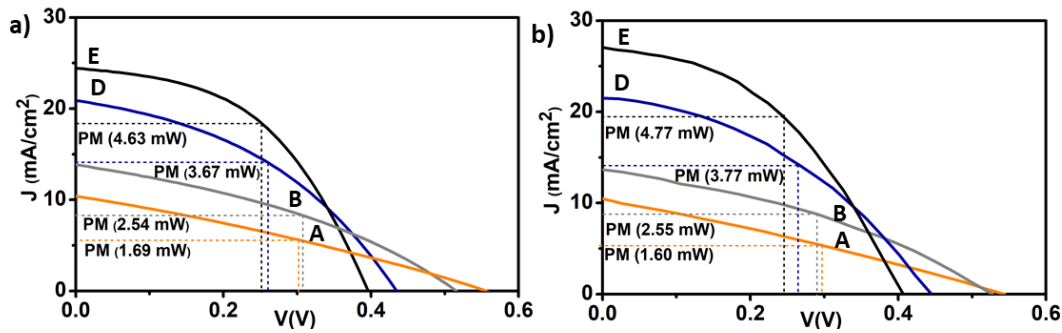 a)
30
20
10
0
J (mA/cm²)
E
D
PM (4.63 mW)
PM (3.67 mW)
B
PM (2.54 mW)
A
PM (1.69 mW)
0.0
0.2
0.4
0.6
V(V)
b)
30
20
10
0
J (mA/cm²)
E
D
PM (4.77 mW)
PM (3.77 mW)
B
PM (2.55 mW)
A
PM (1.60 mW)
0.0
0.2
0.4
0.6
V(V)